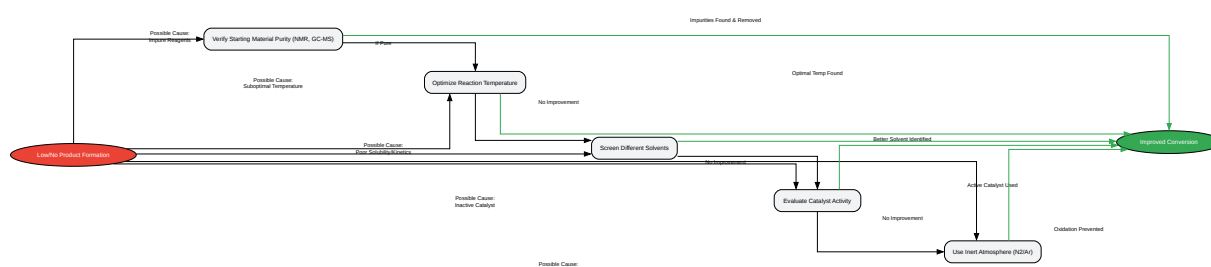 Impurities Found & Removed
Possible Cause:
Impure Reagents
Verify Starting Material Purity (NMR, GC-MS)
If Pure
Optimal Temp Found
Possible Cause:
Suboptimal Temperature
Optimize Reaction Temperature
No Improvement
Better Solvent Identified
Improved Conversion
Possible Cause:
Poor Solubility/Kinetics
Screen Different Solvents
Low/No Product Formation
No Improvement
Active Catalyst Used
Possible Cause:
Inactive Catalyst
Evaluate Catalyst Activity
No Improvement
Oxidation Prevented
Use Inert Atmosphere (N2/Ar)
Possible Cause: